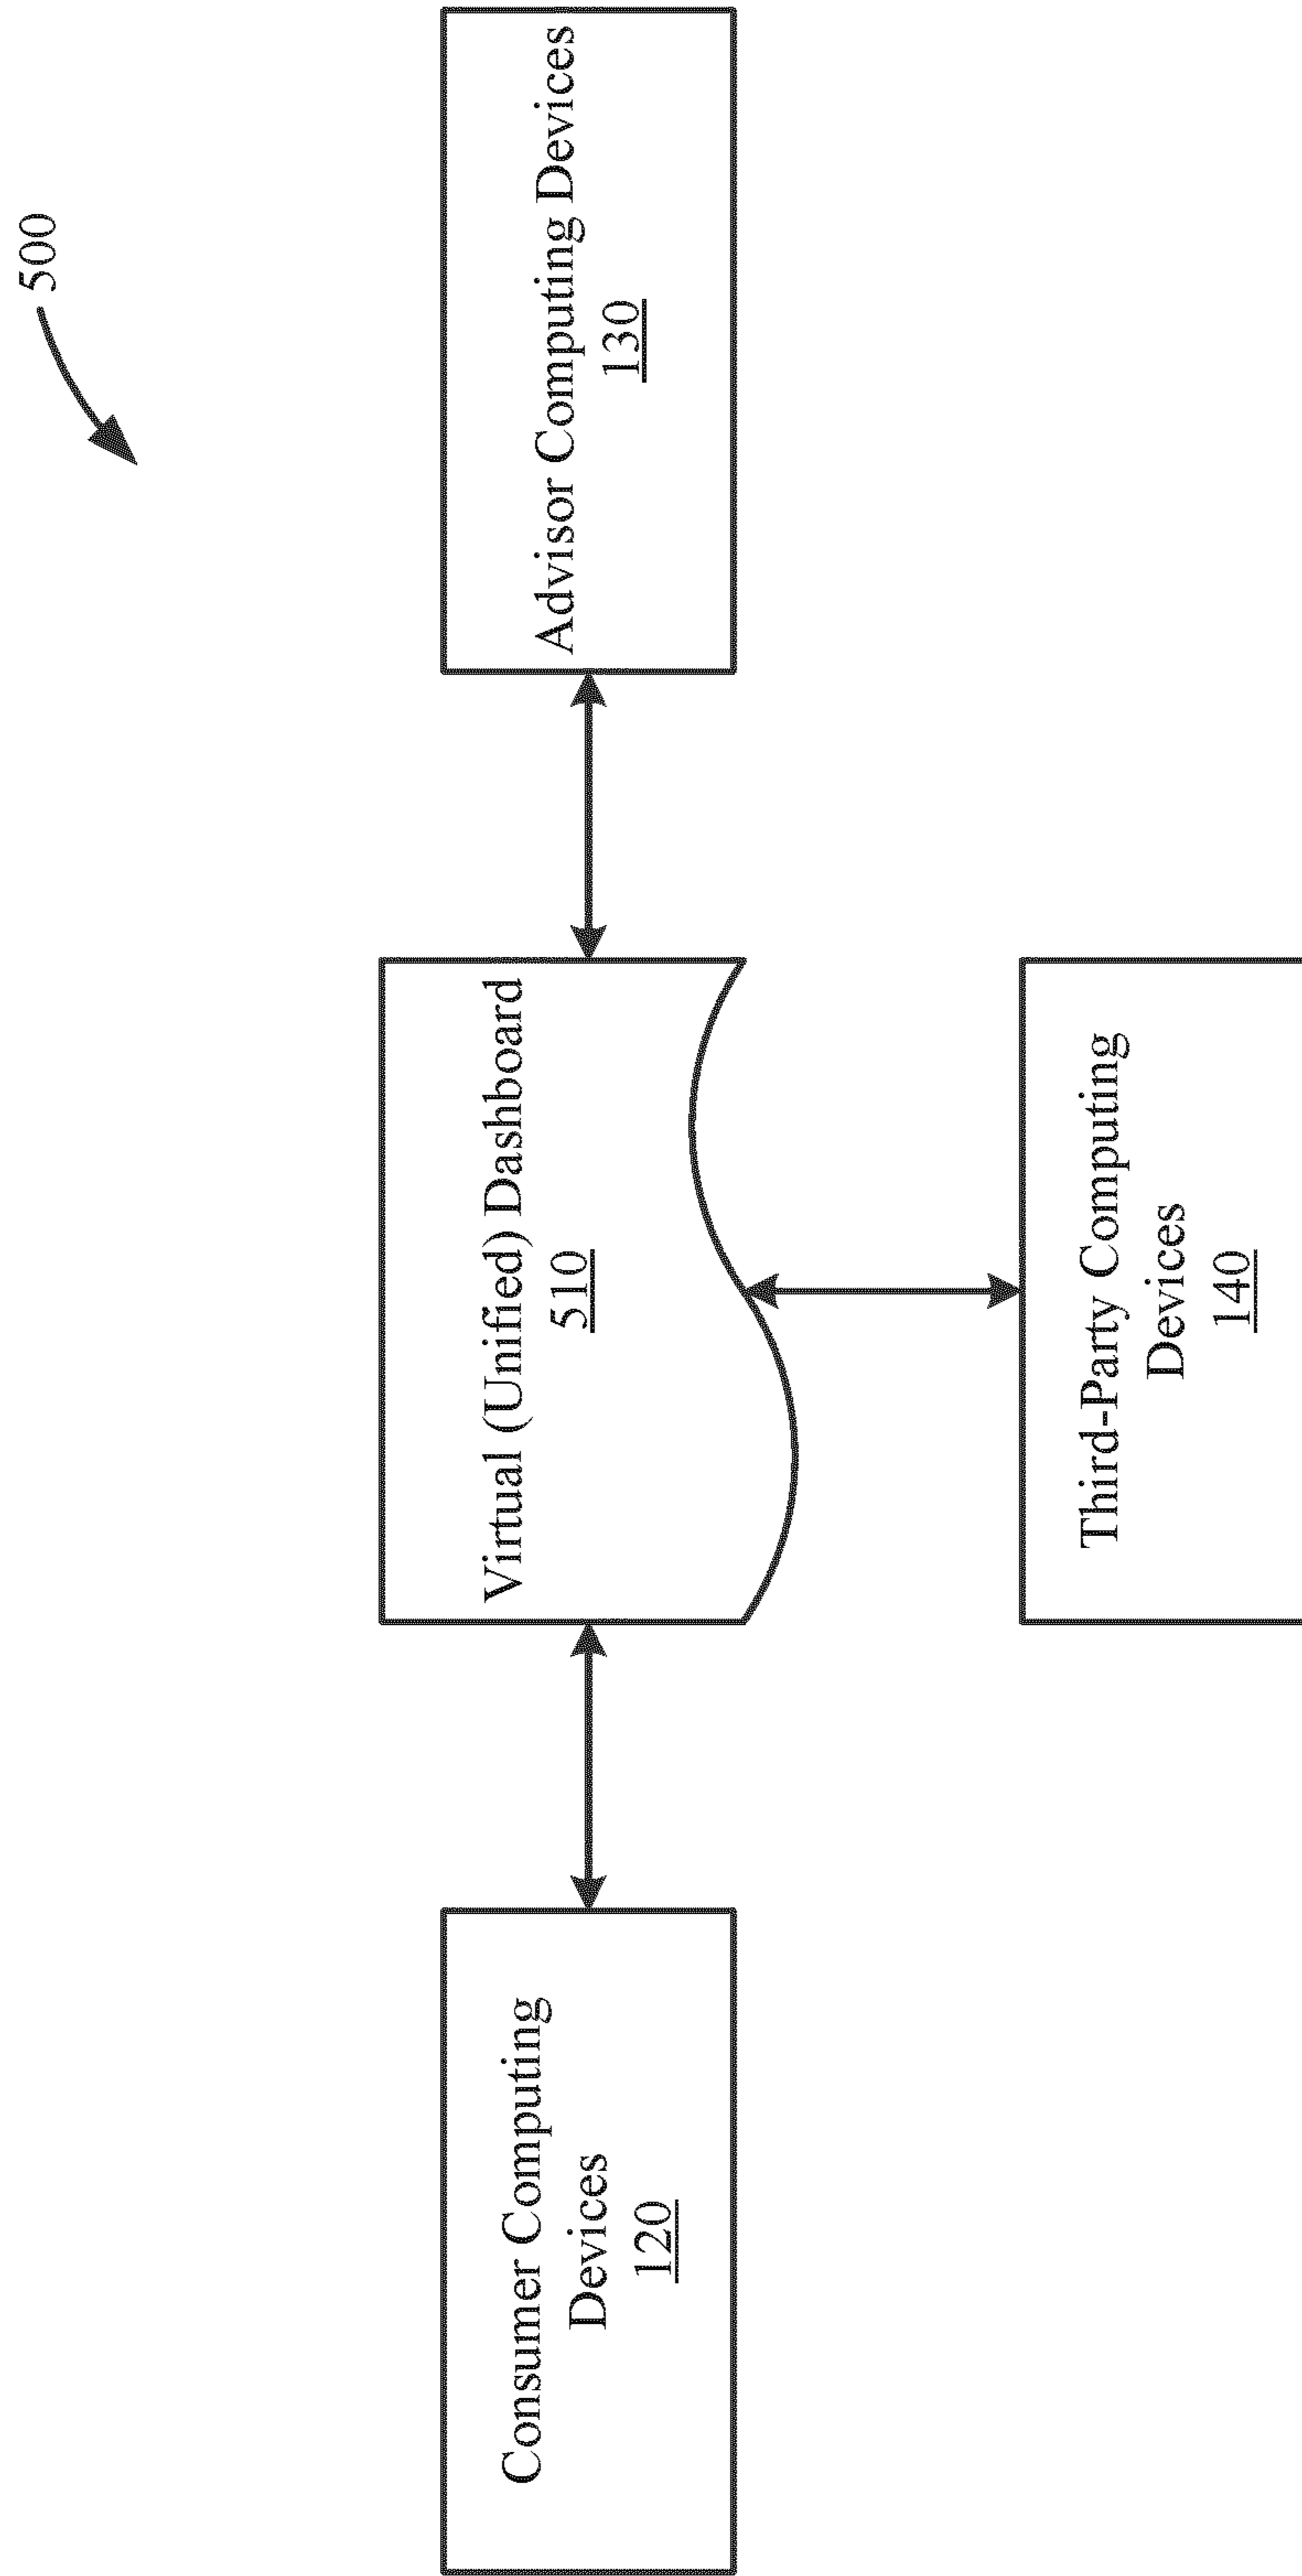 500
Consumer Computing
Devices
120
Virtual (Unified) Dashboard
510
Advisor Computing Devices
130
Third-Party Computing
Devices
140